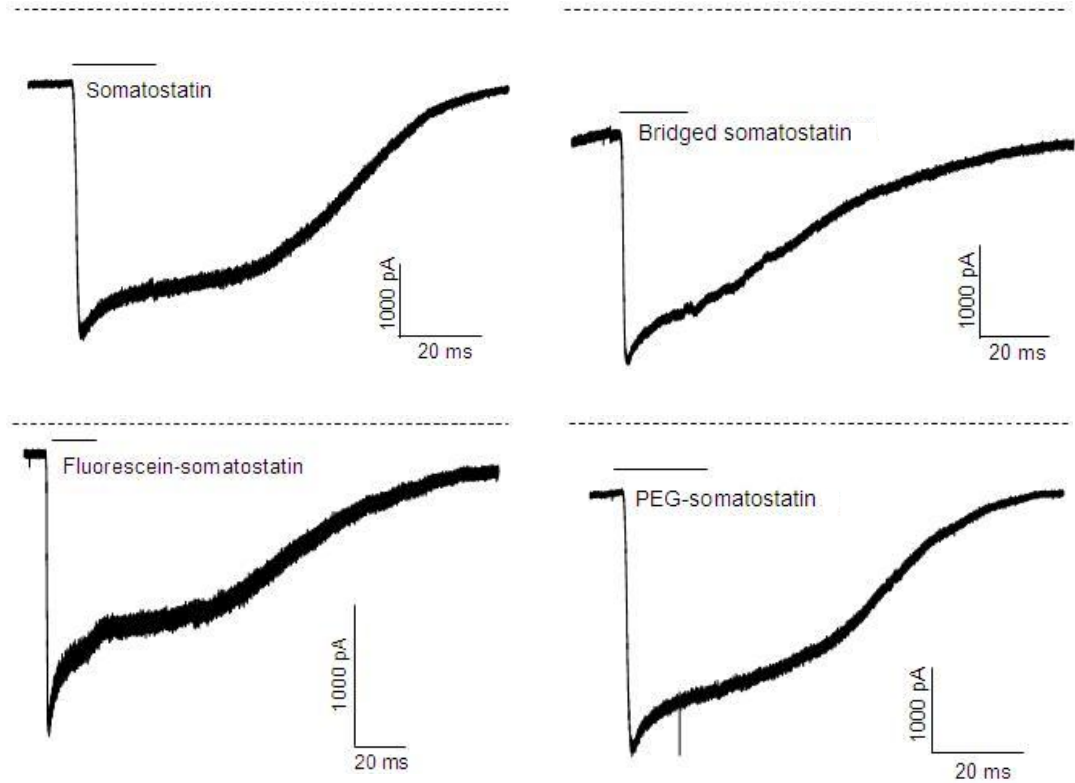 Somatostatin
1000 pA
20 ms
Bridged somatostatin
1000 pA
20 ms
Fluorescein-somatostatin
1000 pA
20 ms
PEG-somatostatin
1000 pA
20 ms